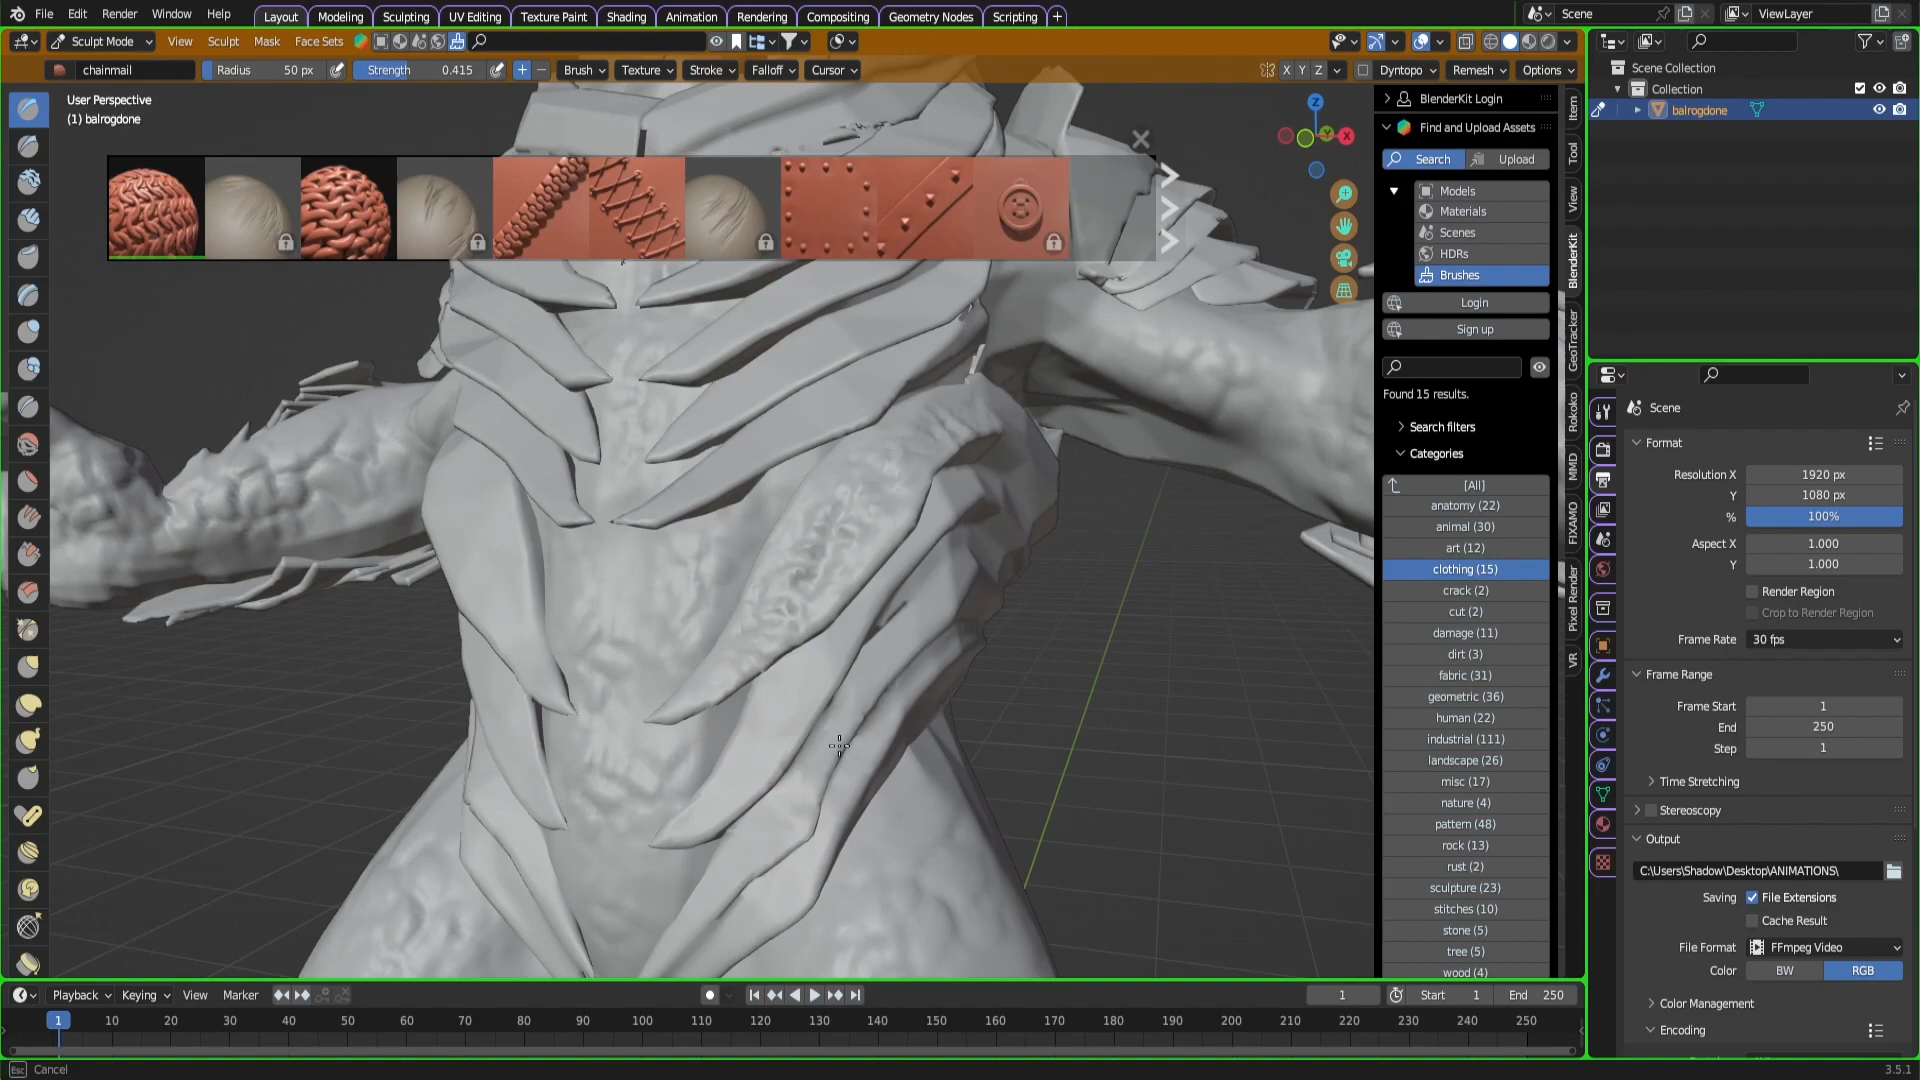 File Edit Render Window Help Layout Modeling Sculpting UV Editing Texture Paint Shading Animation Rendering Compositing Geometry Nodes Scripting + Scene ViewLayer
Sculpt Mode View Sculpt Mask Face Sets
chainmail Radius 50 px Strength 0.415 Brush Texture Stroke Falloff Cursor X Y Z Dyntopo Remesh Options
User Perspective
(1) balrogdone
Z
Y
X
BlenderKit Login
Find and Upload Assets
Search Upload
Models
Materials
Scenes
HDRs
Brushes
Login
Sign up
Found 15 results.
Search filters
Categories
[All]
anatomy (22)
animal (30)
art (12)
clothing (15)
crack (2)
cut (2)
damage (11)
dirt (3)
fabric (31)
geometric (36)
human (22)
industrial (111)
landscape (26)
misc (17)
nature (4)
pattern (48)
rock (13)
rust (2)
sculpture (23)
stitches (10)
stone (5)
tree (5)
wood (4)
Item
Tool
View
BlenderKit
GeoTracker
Rokoko
MMD
FIXAMO
Pixel Render
VR
Scene Collection
Collection
balrogdone
Scene
Format
Resolution X 1920 px
Y 1080 px
% 100%
Aspect X 1.000
Y 1.000
Render Region
Crop to Render Region
Frame Rate 30 fps
Frame Range
Frame Start 1
End 250
Step 1
Time Stretching
Stereoscopy
Output
C:\Users\Shadow\Desktop\ANIMATIONS\
Saving File Extensions
Cache Result
File Format FFmpeg Video
Color BW RGB
Color Management
Encoding
Playback Keying View Marker 1 Start 1 End 250
1 10 20 30 40 50 60 70 80 90 100 110 120 130 140 150 160 170 180 190 200 210 220 230 240 250
Esc Cancel 3.5.1